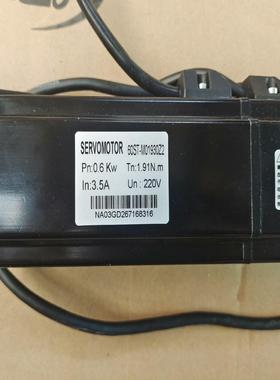 SERVOMOTOR 60ST-M01930Z2
Pn:0.6 Kw Tn:1.91N.m
In:3.5A Un : 220V
NA03GD267168316